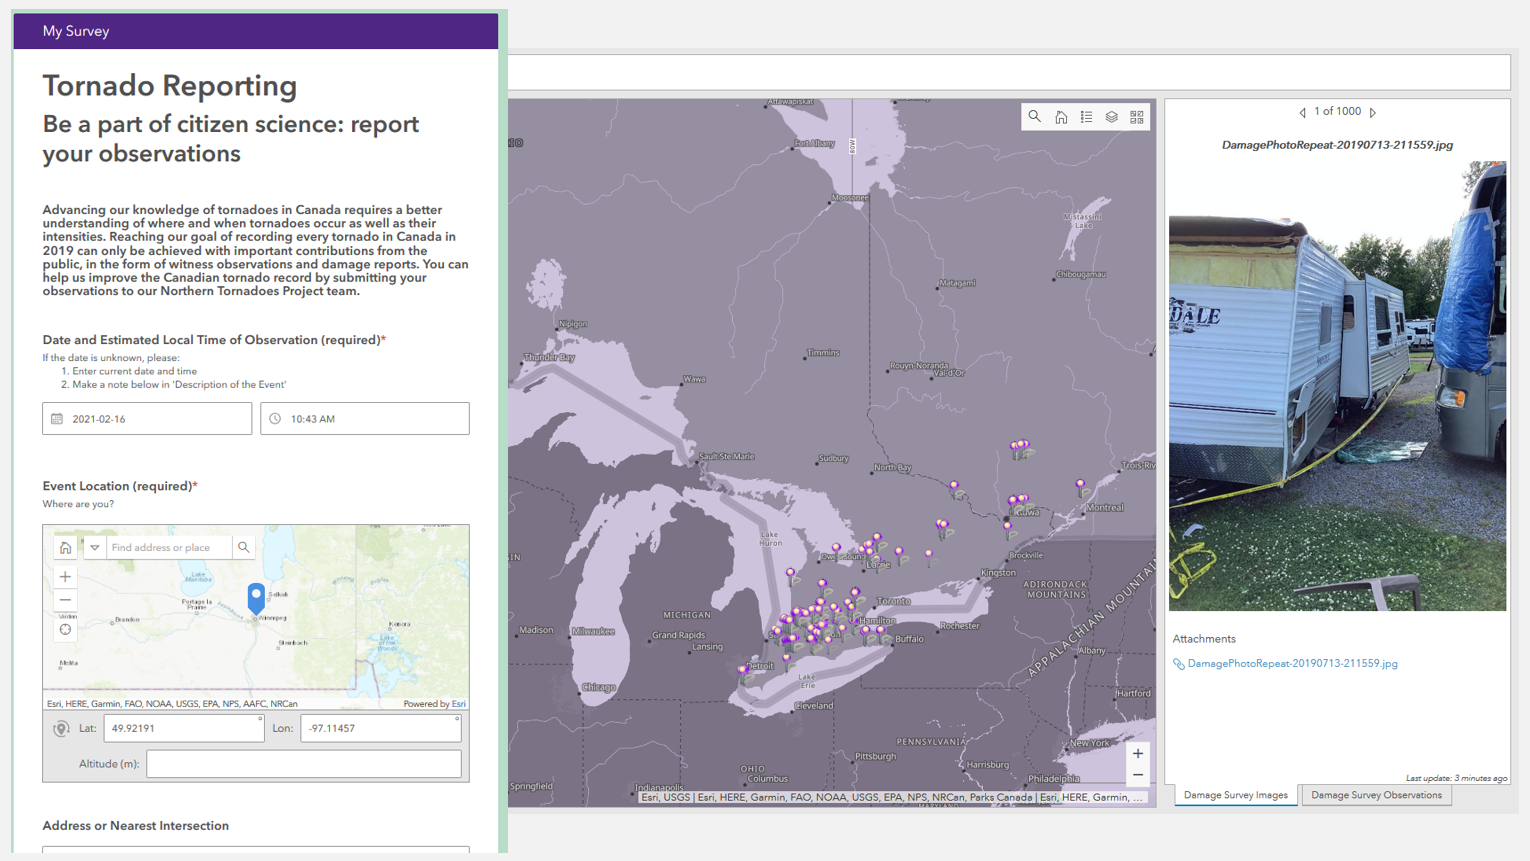 My Survey
Tornado Reporting
Be a part of citizen science: report
your observations
Advancing our knowledge of tornadoes in Canada requires a better
understanding of where and when tornadoes occur as well as their
intensities. Reaching our goal of recording every tornado in Canada in
2019 can only be achieved with important contributions from the
public, in the form of witness observations and damage reports. You can
help us improve the Canadian tornado record by submitting your
observations to our Northern Tornadoes Project team.
Date and Estimated Local Time of Observation (required)*
If the date is unknown, please:
1. Enter current date and time
2. Make a note below in 'Description of the Event'
2021-02-16
10:43 AM
Event Location (required)*
Where are you?
Find address or place
Lake
Manitoba
Portage la
Prairie
Selkirk
Winnipeg
Brandon
Steinbach
Kenora
Lake of the
Woods
Virden
Melita
Esri, HERE, Garmin, FAO, NOAA, USGS, EPA, NPS, AAFC, NRCan
Powered by Esri
Lat:
49.92191
Lon:
-97.11457
Altitude (m):
Address or Nearest Intersection
Attawapiskat
Fort Albany
80W
Moosonee
Mistassini
Lake
Chibougamau
Matagami
Nipigon
Thunder Bay
Timmins
Rouyn-Noranda
Val-d'Or
Wawa
Sault Ste. Marie
Sudbury
North Bay
Trois-Riv
Montreal
Lake
Huron
Brockville
Kingston
ADIRONDACK
MOUNTAINS
APPALACHIAN MOUNTAIN
Toronto
Hamilton
Rochester
Buffalo
MICHIGAN
Madison
Milwaukee
Grand Rapids
Lansing
Detroit
Lake
Erie
Albany
Chicago
Cleveland
Hartford
PENNSYLVANIA
New York
Pittsburgh
Harrisburg
OHIO
Columbus
Philadelphia
Springfield
Indianapolis
Esri, USGS | Esri, HERE, Garmin, FAO, NOAA, USGS, EPA, NPS, NRCan, Parks Canada | Esri, HERE, Garmin, ...
1 of 1000
DamagePhotoRepeat-20190713-211559.jpg
DALE
Attachments
DamagePhotoRepeat-20190713-211559.jpg
Last update: 3 minutes ago
Damage Survey Images
Damage Survey Observations